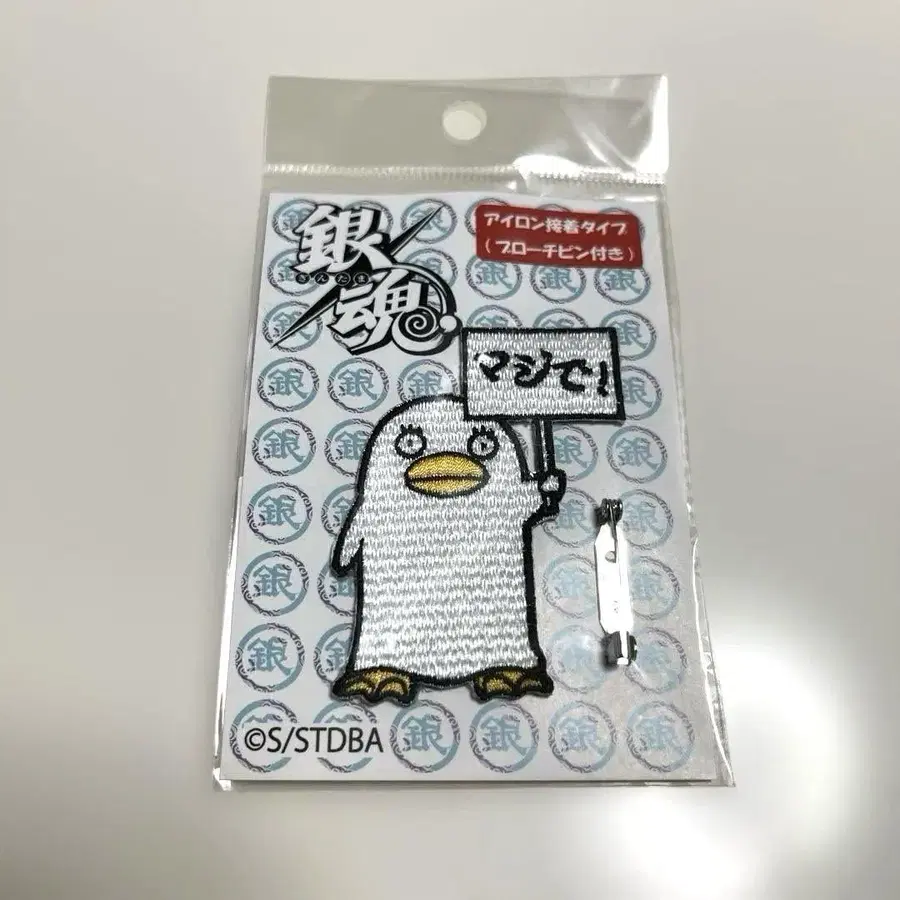 銀魂
ぎんたま
アイロン接着タイプ
(ブローチピン付き)
マジで!
©S/STDBA